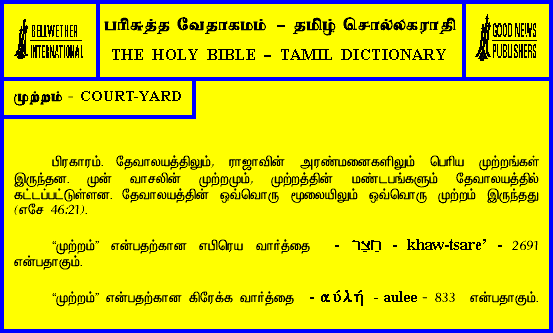 BELLWETHER
INTERNATIONAL
பரிசுத்த வேதாகமம் – தமிழ் சொல்லகராதி
THE HOLY BIBLE – TAMIL DICTIONARY
GOOD NEWS
PUBLISHERS
முற்றம் - COURT-YARD
பிரகாரம். தேவாலயத்திலும், ராஜாவின் அரண்மனைகளிலும் பெரிய முற்றங்கள்
இருந்தன. முன் வாசலின் முற்றமும், முற்றத்தின் மண்டபங்களும் தேவாலயத்தில்
கட்டப்பட்டுள்ளன. தேவாலயத்தின் ஒவ்வொரு மூலையிலும் ஒவ்வொரு முற்றம் இருந்தது
(எசே 46:21).
“முற்றம்” என்பதற்கான எபிரெய வார்த்தை - חָצֵר - khaw-tsare’ - 2691
என்பதாகும்.
“முற்றம்” என்பதற்கான கிரேக்க வார்த்தை - αὐλή - aulee – 833 என்பதாகும்.